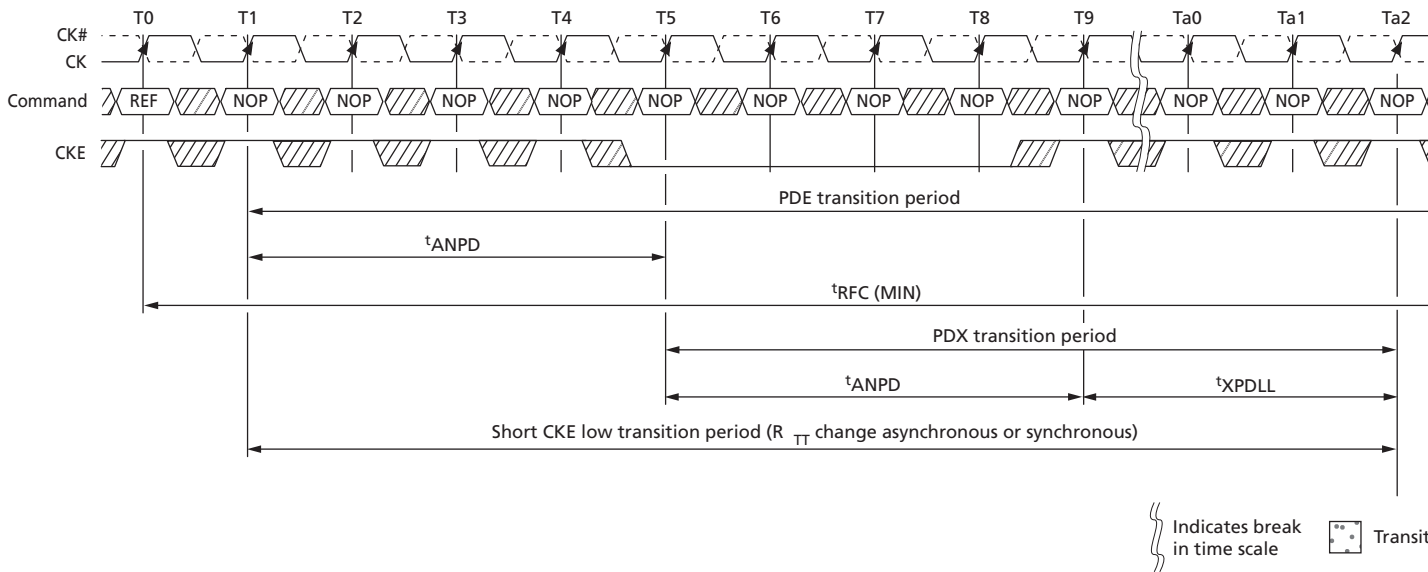 T0 T1 T2 T3 T4 T5 T6 T7 T8 T9 Ta0 Ta1 Ta2
CK#
CK
Command REF NOP NOP NOP NOP NOP NOP NOP NOP NOP NOP NOP NOP
CKE
PDE transition period
tANPD
tRFC (MIN)
PDX transition period
tANPD tXPDLL
Short CKE low transition period (R TT change asynchronous or synchronous)
Indicates break
in time scale
Transit